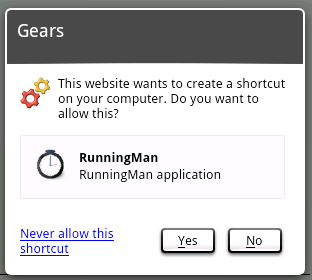 Gears
This website wants to create a shortcut
on your computer. Do you want to
allow this?
RunningMan
RunningMan application
Never allow this
shortcut
Yes
No